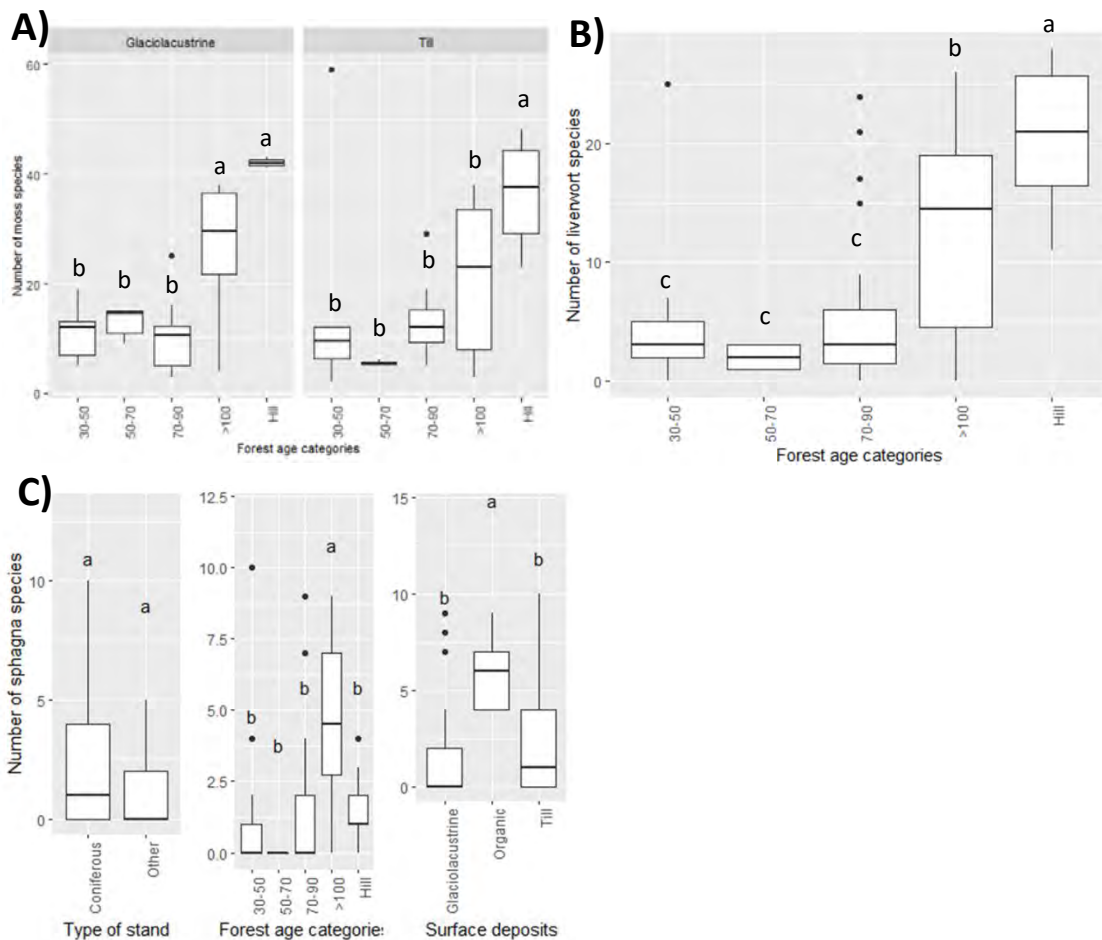 A)
Glaciolacustrine Till
60
40
20
0
Number of moss species
b b b a a
b b b b a
30-50 50-70 70-90 >100 Hill
30-50 50-70 70-90 >100 Hill
Forest age categories
B)
20
10
0
Number of liverwort species
c c c b a
30-50 50-70 70-90 >100 Hill
Forest age categories
C)
Number of sphagna species
10
5
0
a a
Coniferous Other
Type of stand
12.5
10.0
7.5
5.0
2.5
0.0
b b b a b
30-50 50-70 70-90 >100 Hill
Forest age categories
15
10
5
0
b a b
Glaciolacustrine Organic Till
Surface deposits